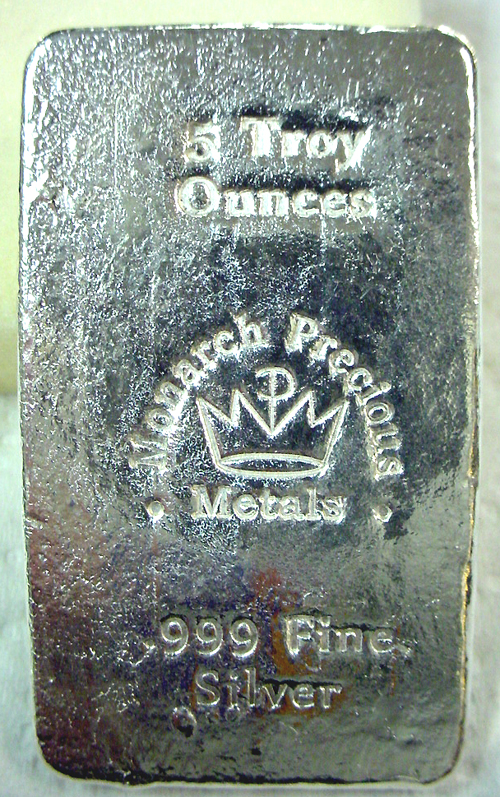 5 Troy
Ounces
Monarch Precious
Metals
.999 Fine
Silver